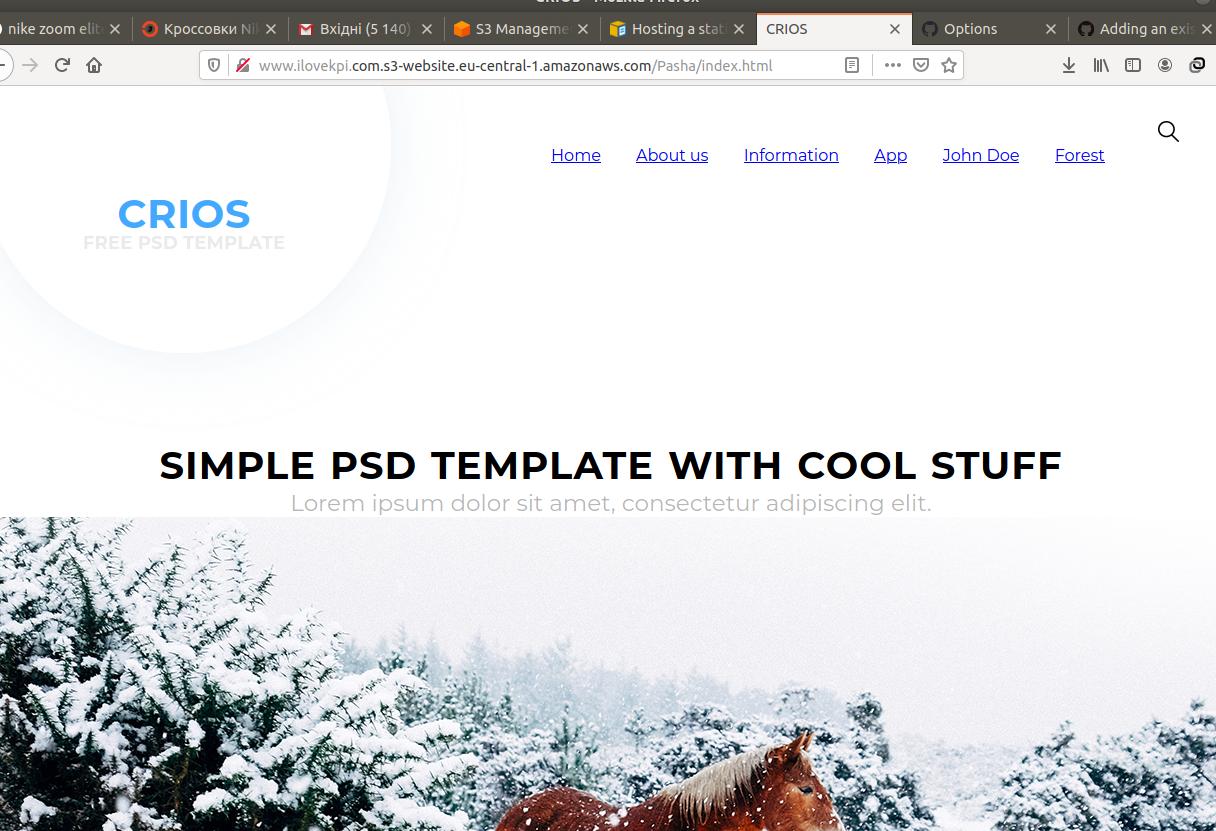 CRIOS - Mozilla Firefox
nike zoom elit
Кроссовки Ni
Вхідні (5 140)
S3 Manageme
Hosting a stat
CRIOS
Options
Adding an exis
www.ilovekpi.com.s3-website.eu-central-1.amazonaws.com/Pasha/index.html
Home
About us
Information
App
John Doe
Forest
CRIOS
FREE PSD TEMPLATE
SIMPLE PSD TEMPLATE WITH COOL STUFF
Lorem ipsum dolor sit amet, consectetur adipiscing elit.